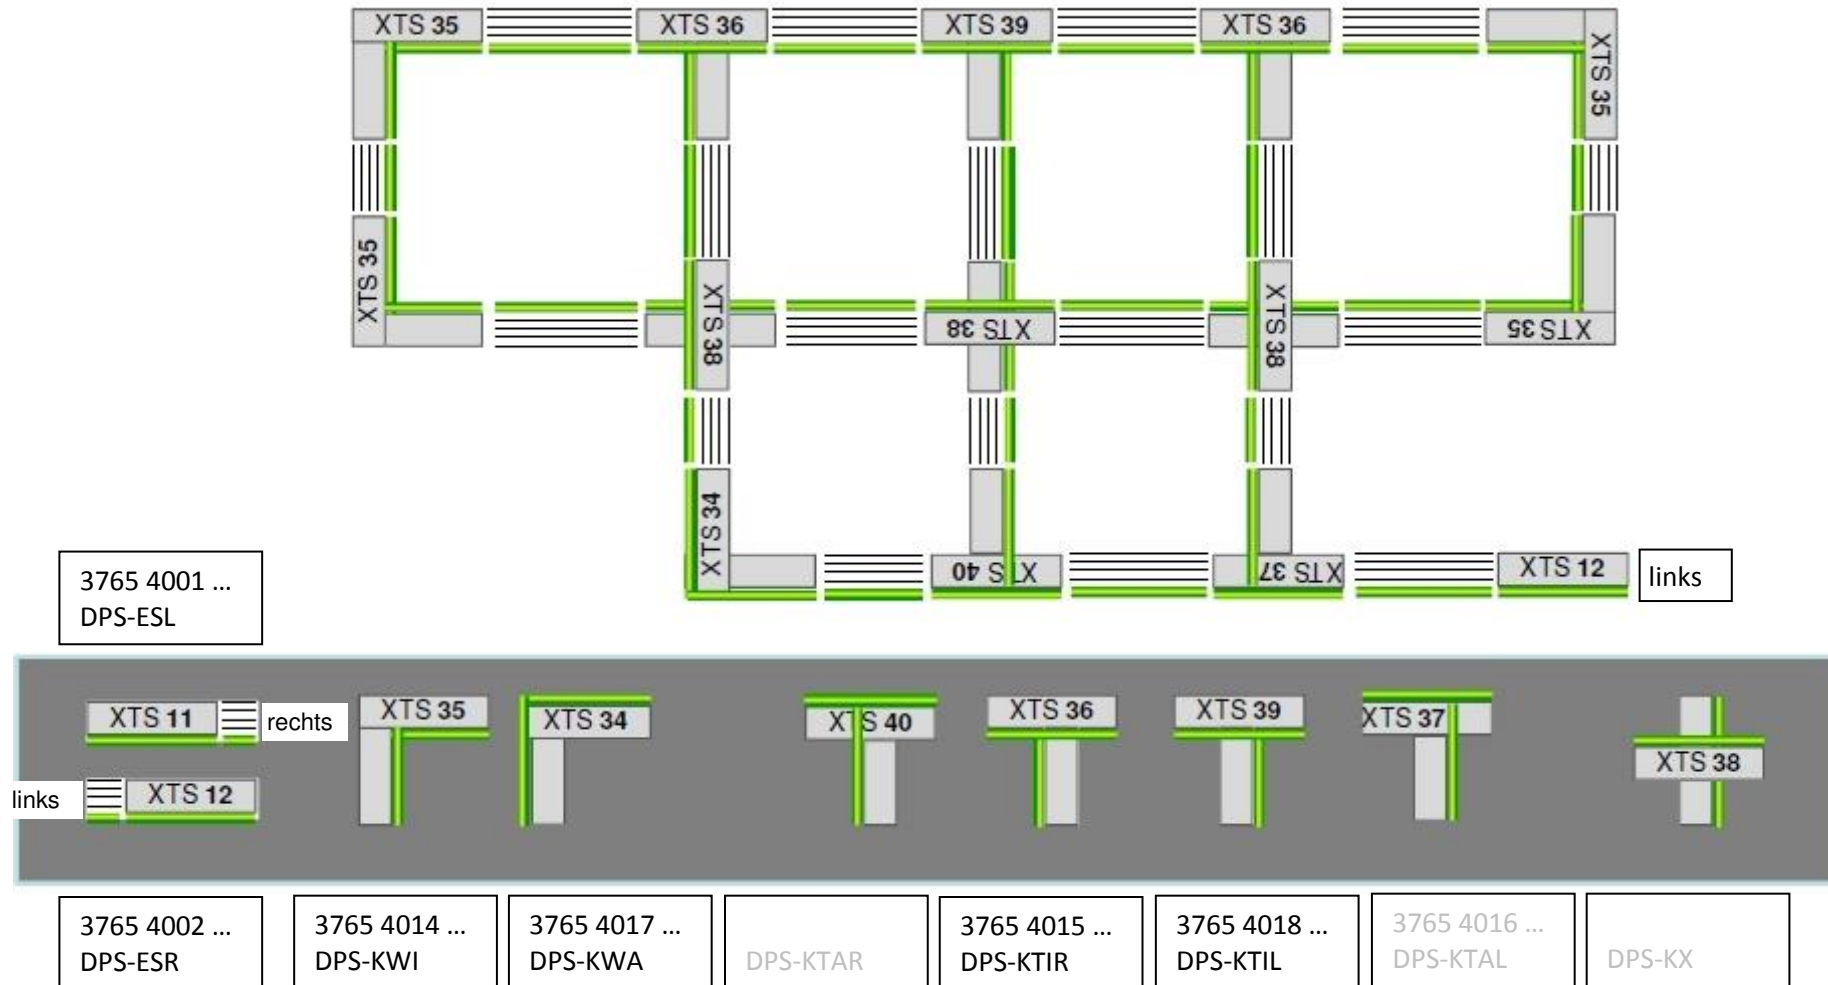 XTS 35
XTS 36
XTS 39
XTS 36
XTS 35
XTS 35
XTS 38
XTS 38
XTS 38
XTS 35
XTS 34
XTS 40
XTS 37
XTS 12
links
3765 4001 ...
DPS-ESL
XTS 11
rechts
links
XTS 12
XTS 35
XTS 34
XTS 40
XTS 36
XTS 39
XTS 37
XTS 38
3765 4002 ...
DPS-ESR
3765 4014 ...
DPS-KWI
3765 4017 ...
DPS-KWA
DPS-KTAR
3765 4015 ...
DPS-KTIR
3765 4018 ...
DPS-KTIL
3765 4016 ...
DPS-KTAL
DPS-KX